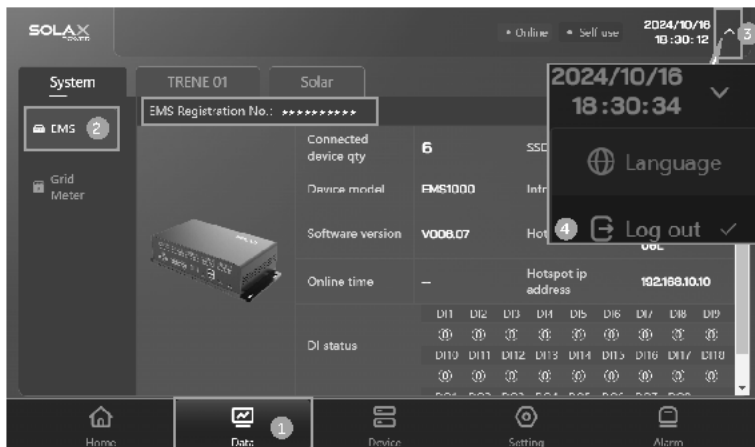 SOLAX
POWER
Online
Self use
2024/10/16
18:30:12
3
System
TRENE 01
Solar
2024/10/16
18:30:34
EMS Registration No.: **********
EMS 2
Grid
Meter
Connected
device qty
6
Language
Device model
EMS1000
Software version
V006.07
4 Log out
Online time
--
Hotspot ip
address
192.168.10.10
DI status
DI1 DI2 DI3 DI4 DI5 DI6 DI7 DI8 DI9
DI10 DI11 DI12 DI13 DI14 DI15 DI16 DI17 DI18
Home
Data 1
Device
Setting
Alarm